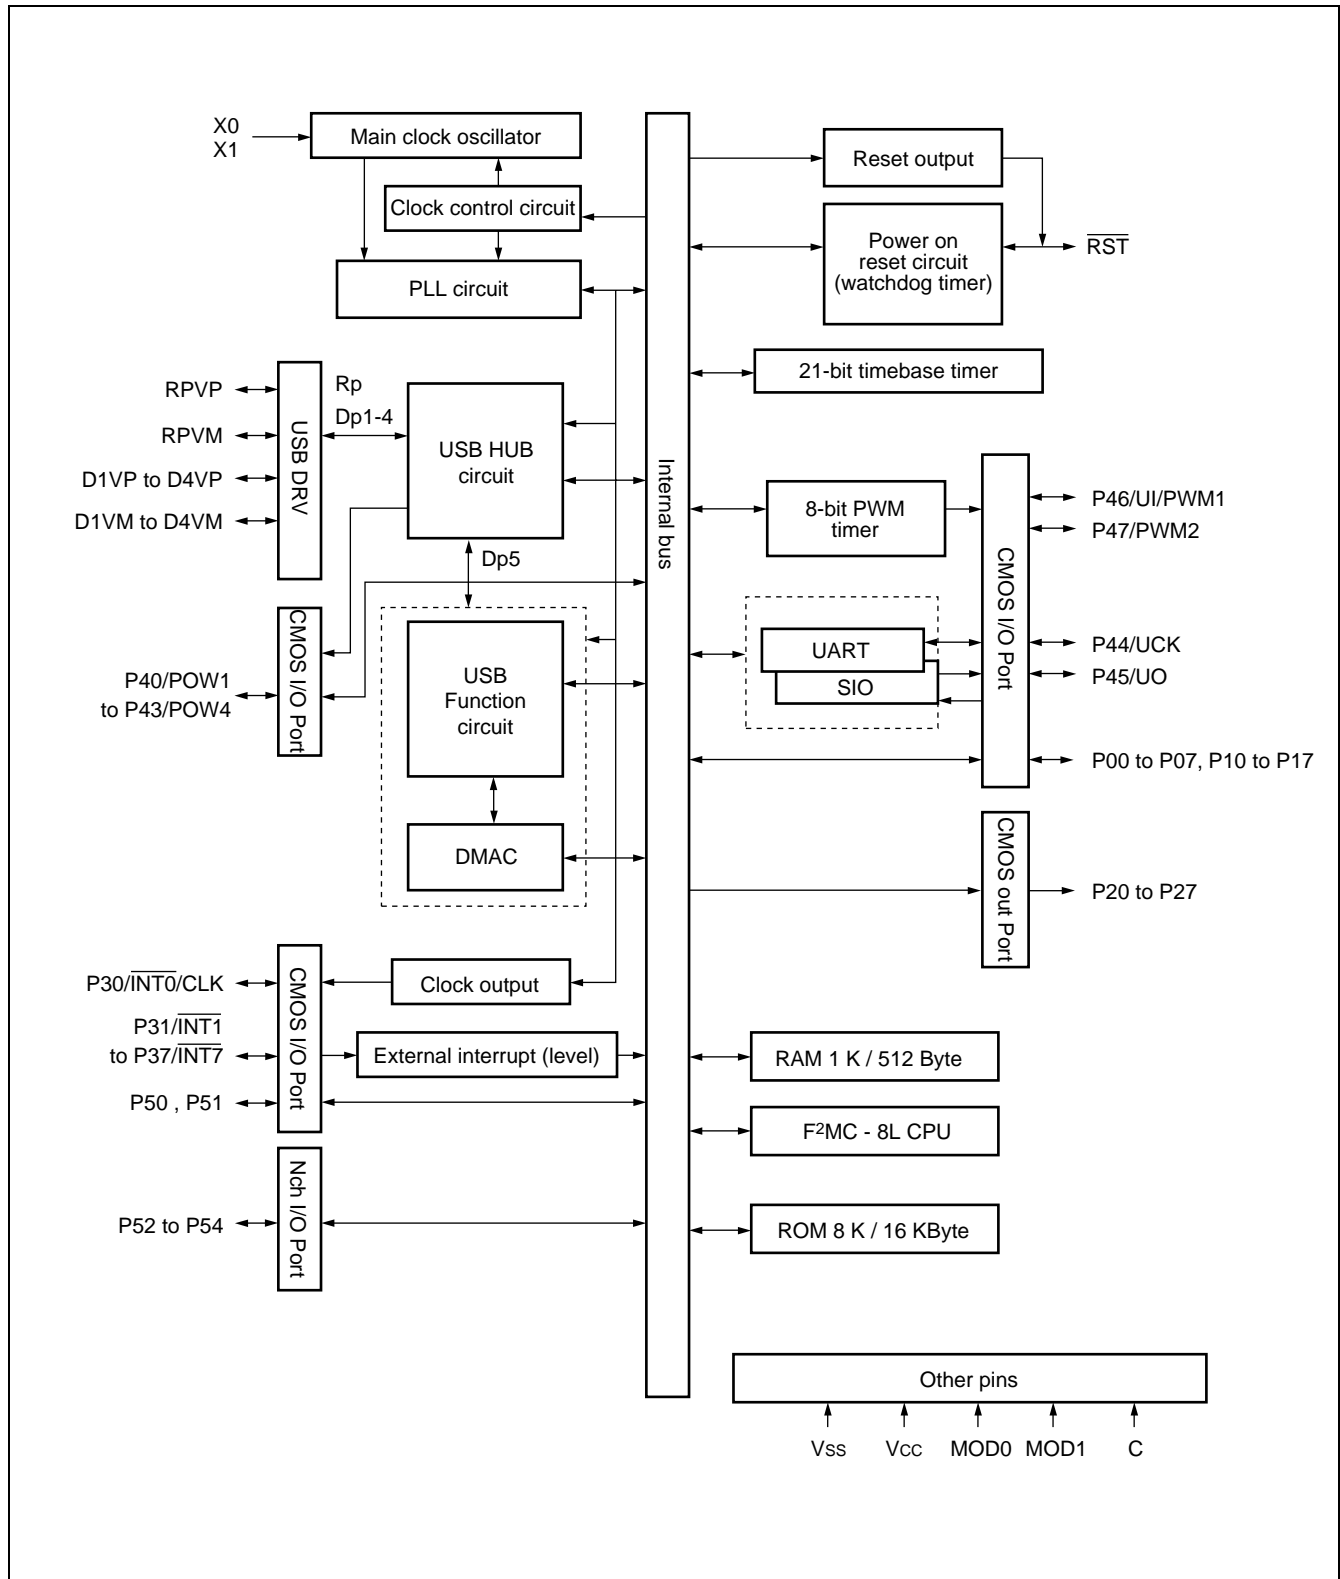 X0
X1
Main clock oscillator
Clock control circuit
PLL circuit
RPVP
RPVM
D1VP to D4VP
D1VM to D4VM
USB DRV
Rp
Dp1-4
USB HUB
circuit
Dp5
CMOS I/O Port
P40/POW1
to P43/POW4
USB
Function
circuit
DMAC
P30/INT0/CLK
P31/INT1
to P37/INT7
P50 , P51
CMOS I/O Port
Clock output
External interrupt (level)
P52 to P54
Nch I/O Port
Internal bus
Reset output
Power on
reset circuit
(watchdog timer)
RST
21-bit timebase timer
8-bit PWM
timer
UART
SIO
CMOS I/O Port
P46/UI/PWM1
P47/PWM2
P44/UCK
P45/UO
P00 to P07, P10 to P17
CMOS out Port
P20 to P27
RAM 1 K / 512 Byte
F²MC - 8L CPU
ROM 8 K / 16 KByte
Other pins
VSS VCC MOD0 MOD1 C